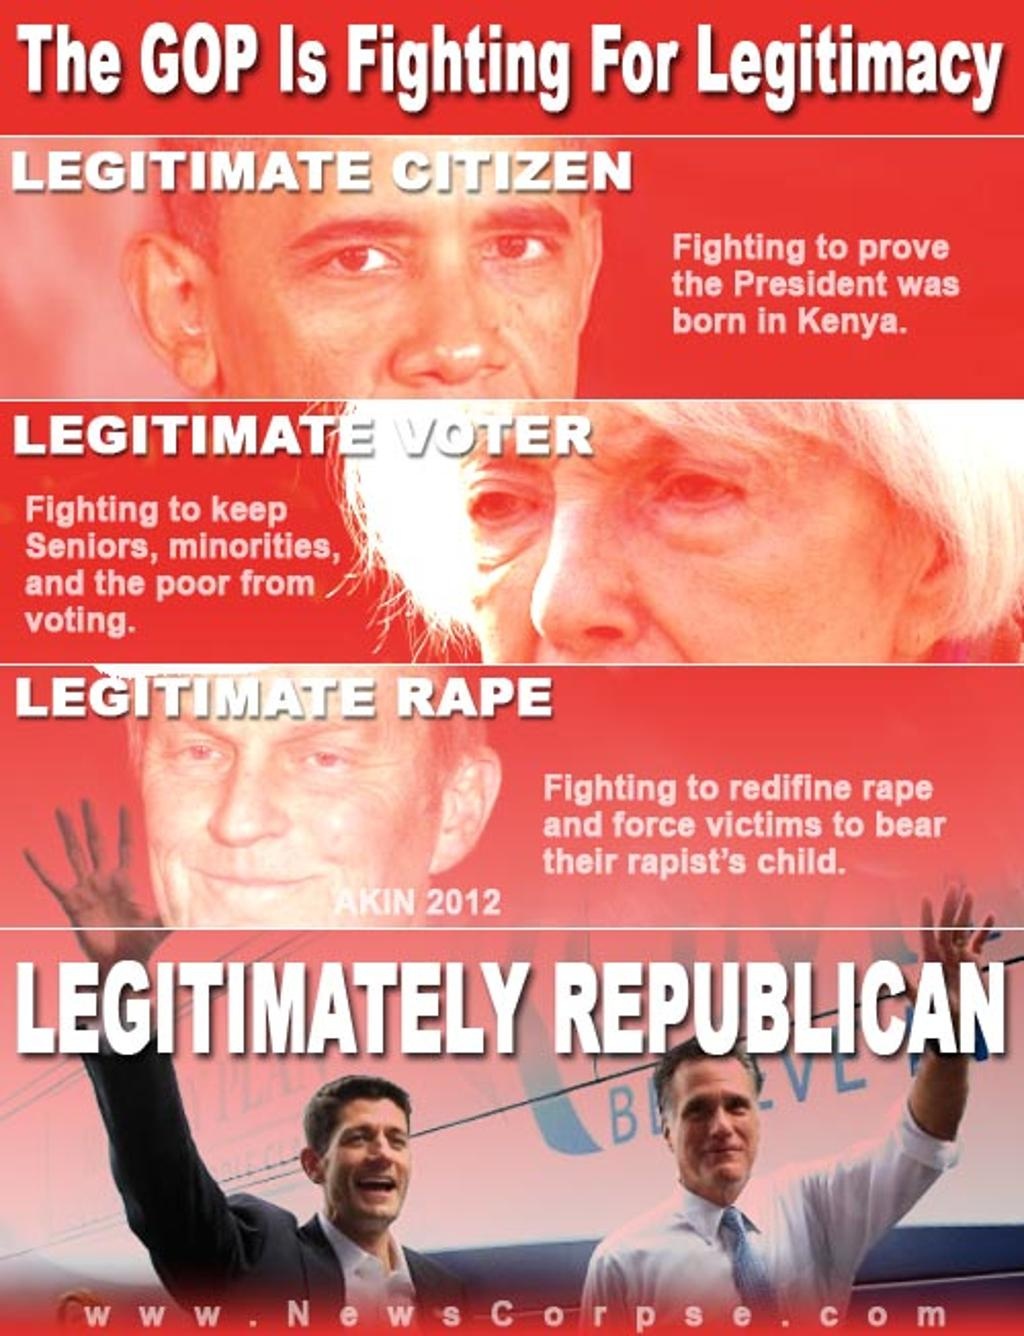 The GOP Is Fighting For Legitimacy
LEGITIMATE CITIZEN
Fighting to prove
the President was
born in Kenya.
LEGITIMATE VOTER
Fighting to keep
Seniors, minorities,
and the poor from
voting.
LEGITIMATE RAPE
Fighting to redifine rape
and force victims to bear
their rapist's child.
AKIN 2012
LEGITIMATELY REPUBLICAN
PLAN
BELIEVE
www.NewsCorpse.com